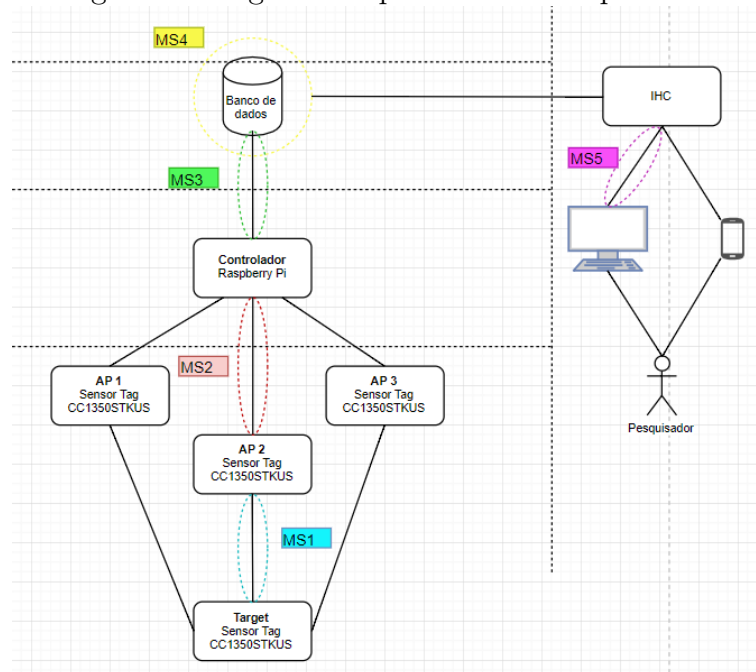 MS4
Banco de
dados
IHC
MS5
MS3
Controlador
Raspberry Pi
MS2
AP 1
Sensor Tag
CC1350STKUS
AP 3
Sensor Tag
CC1350STKUS
Pesquisador
AP 2
Sensor Tag
CC1350STKUS
MS1
Target
Sensor Tag
CC1350STKUS